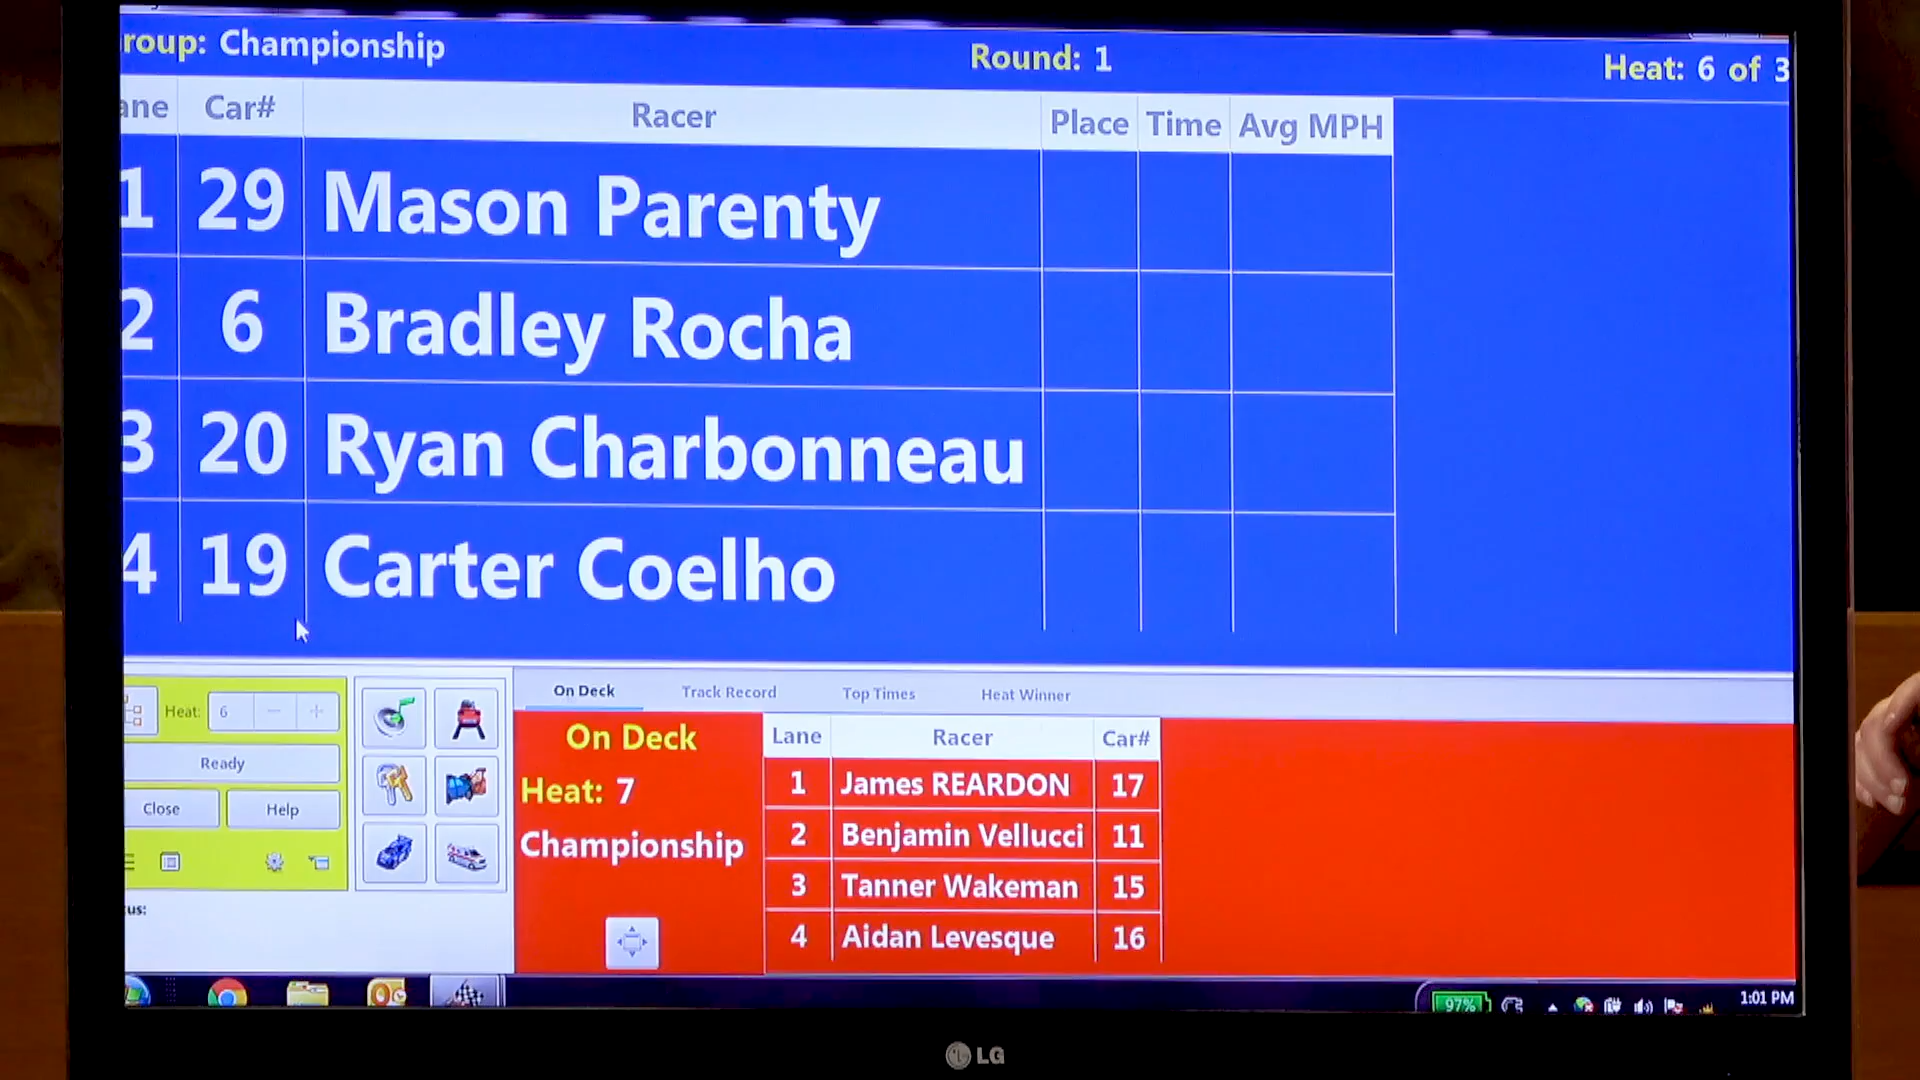 roup: Championship Round: 1 Heat: 6 of 3
ane Car# Racer Place Time Avg MPH
1 29 Mason Parenty
2 6 Bradley Rocha
3 20 Ryan Charbonneau
4 19 Carter Coelho
Heat: 6
Ready
Close Help
us:
On Deck Track Record Top Times Heat Winner
On Deck
Heat: 7
Championship
Lane Racer Car#
1 James REARDON 17
2 Benjamin Vellucci 11
3 Tanner Wakeman 15
4 Aidan Levesque 16
97% 1:01 PM
LG